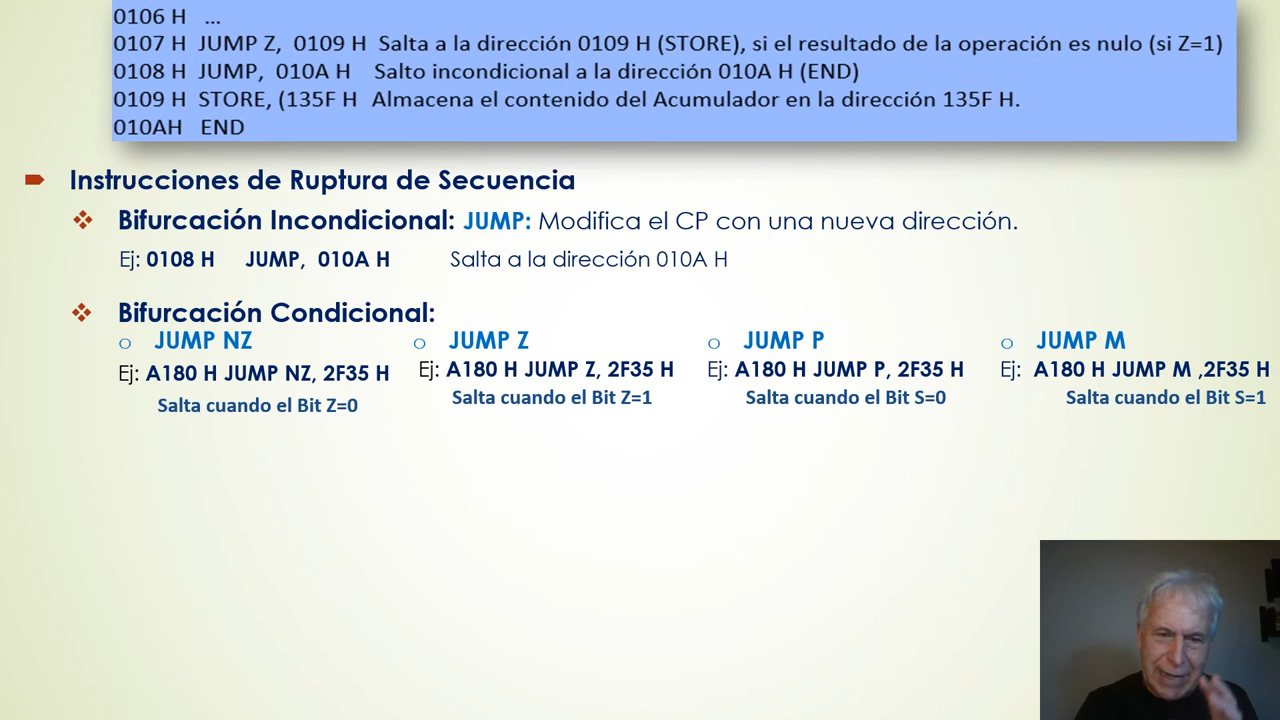 0106 H ...
0107 H JUMP Z, 0109 H Salta a la dirección 0109 H (STORE), si el resultado de la operación es nulo (si Z=1)
0108 H JUMP, 010A H Salto incondicional a la dirección 010A H (END)
0109 H STORE, (135F H Almacena el contenido del Acumulador en la dirección 135F H.
010AH END
Instrucciones de Ruptura de Secuencia
Bifurcación Incondicional: JUMP: Modifica el CP con una nueva dirección.
Ej: 0108 H JUMP, 010A H Salta a la dirección 010A H
Bifurcación Condicional:
JUMP NZ
Ej: A180 H JUMP NZ, 2F35 H
Salta cuando el Bit Z=0
JUMP Z
Ej: A180 H JUMP Z, 2F35 H
Salta cuando el Bit Z=1
JUMP P
Ej: A180 H JUMP P, 2F35 H
Salta cuando el Bit S=0
JUMP M
Ej: A180 H JUMP M ,2F35 H
Salta cuando el Bit S=1